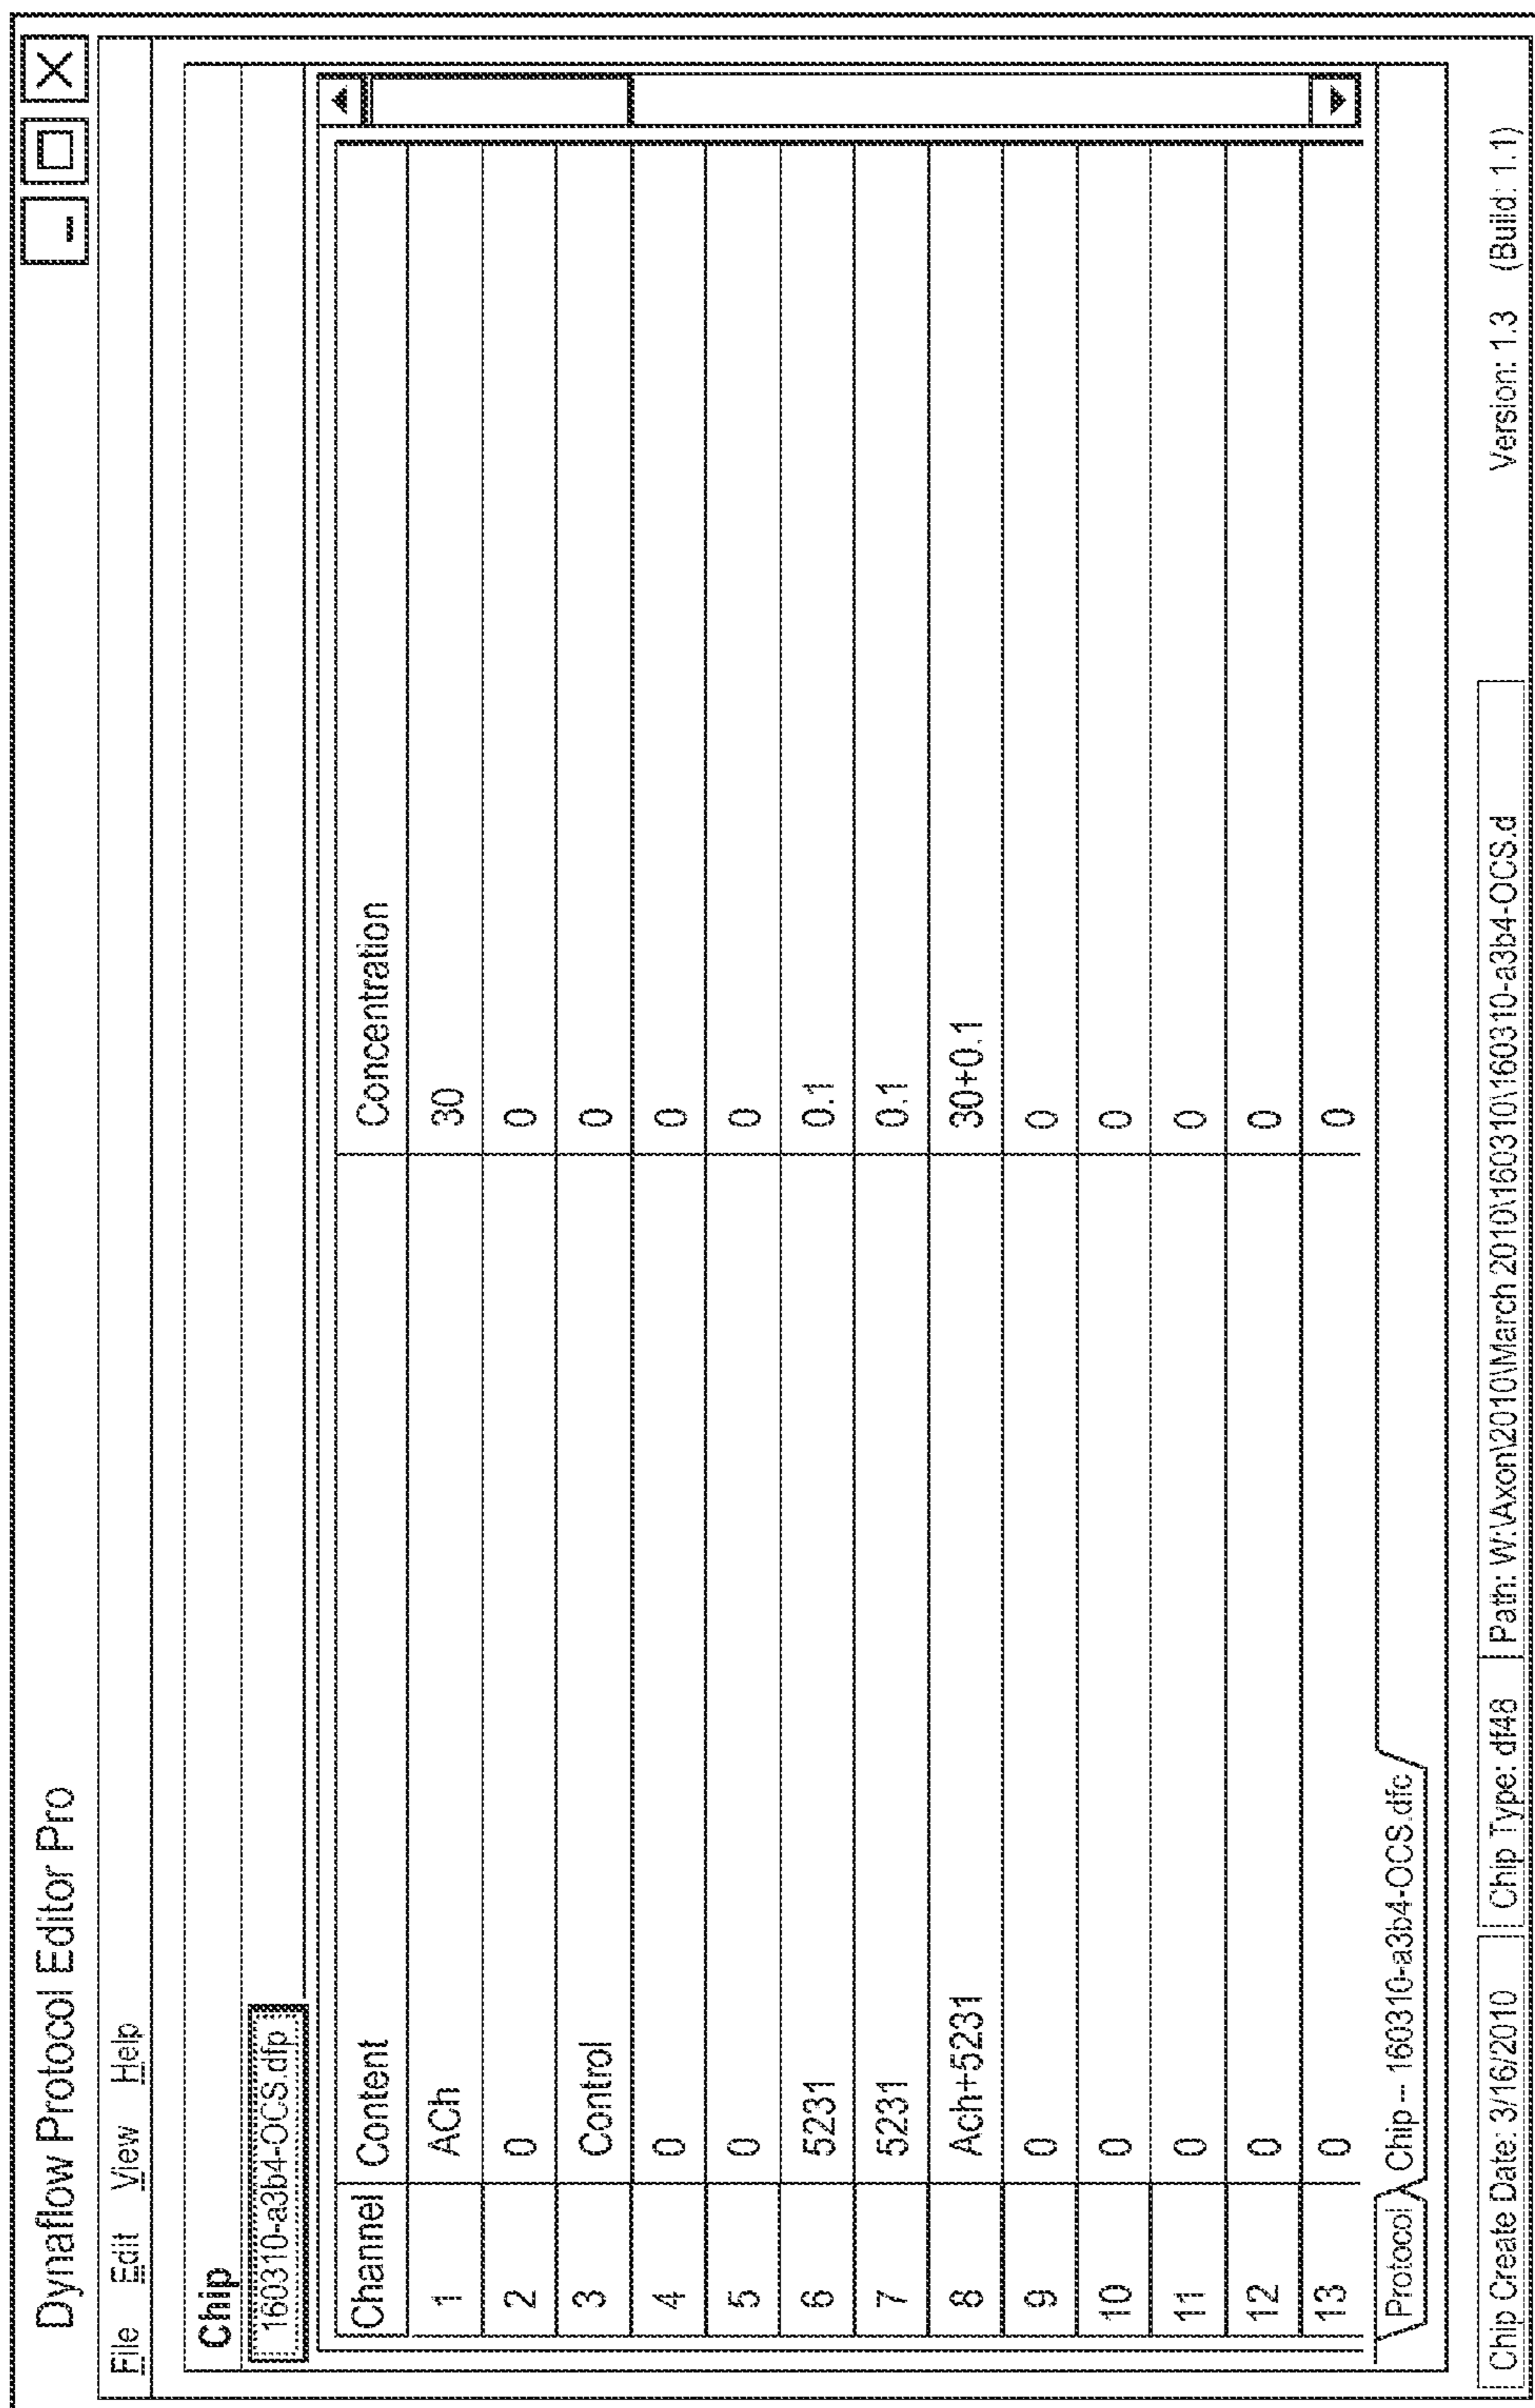 Dynaflow Protocol Editor Pro
File Edit View Help
Chip
160310-a3b4-OCS.dfp
Channel Content Concentration
1 ACh 30
2 0 0
3 Control 0
4 0 0
5 0 0
6 5231 0.1
7 5231 0.1
8 Ach+5231 30+0.1
9 0 0
10 0 0
11 0 0
12 0 0
13 0 0
Protocol Chip -- 160310-a3b4-OCS.dfc
Chip Create Date: 3/16/2010 Chip Type: df48 Path: W:\Axon\2010\March 2010\160310\160310-a3b4-OCS.d Version: 1.3 (Build: 1.1)